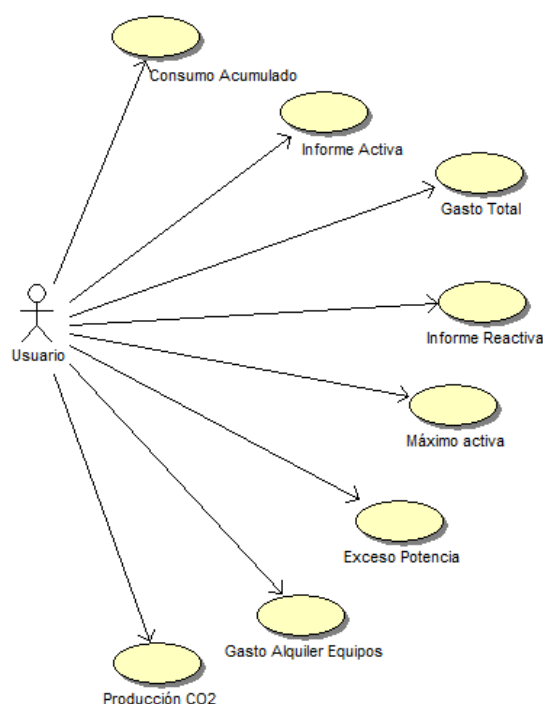 Consumo Acumulado
Informe Activa
Gasto Total
Informe Reactiva
Usuario
Máximo activa
Exceso Potencia
Gasto Alquiler Equipos
Producción CO2